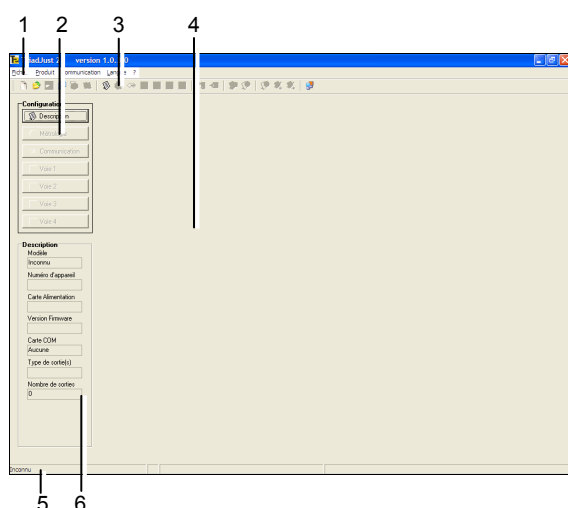 1 2 3 4
version 1.0.
Produit
Langue ?
Configuration
Description
Communication
Voie 1
Voie 2
Voie 3
Voie 4
Description
Modèle
Inconnu
Numéro d'appareil
Carte Alimentation
Version Firmware
Carte COM
Aucune
Type de sortie(s)
Nombre de sorties
0
Inconnu
5 6